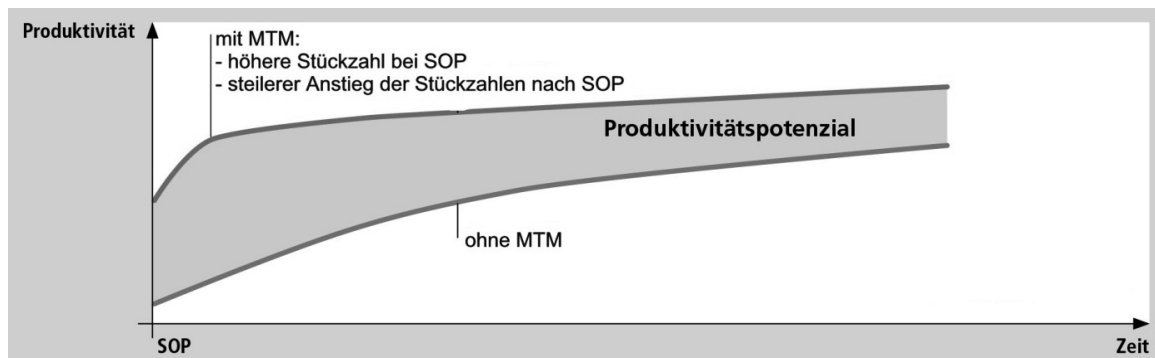 Produktivität
mit MTM:
- höhere Stückzahl bei SOP
- steilerer Anstieg der Stückzahlen nach SOP
Produktivitätspotenzial
ohne MTM
SOP
Zeit